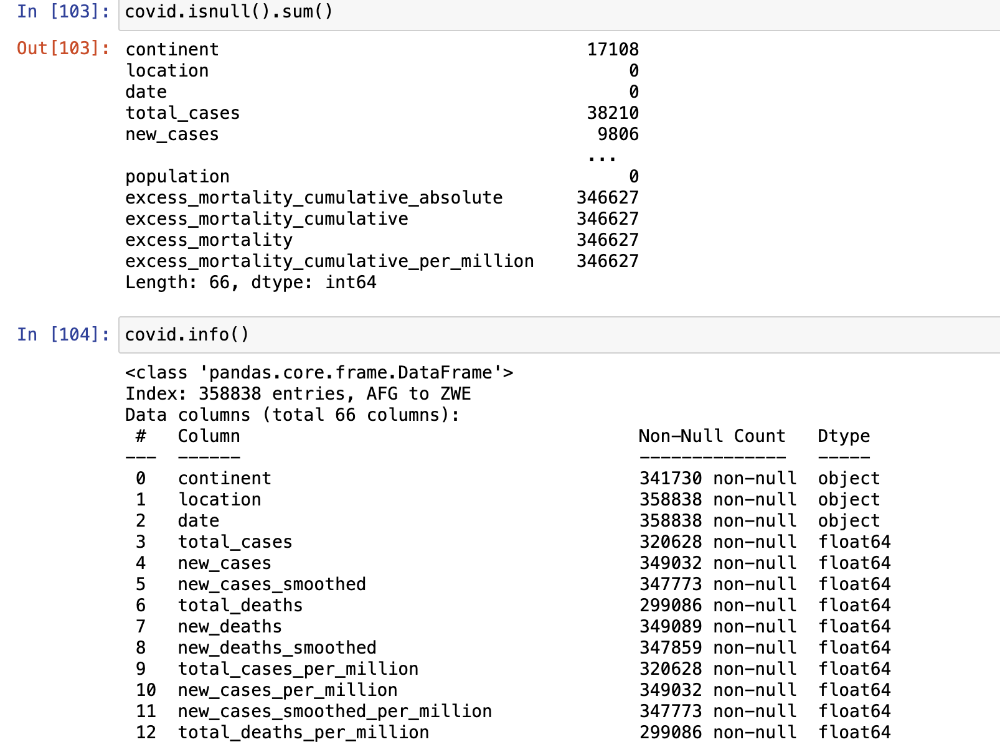 In [103]: covid.isnull().sum()
Out[103]: continent 17108
location 0
date 0
total_cases 38210
new_cases 9806
...
population 0
excess_mortality_cumulative_absolute 346627
excess_mortality_cumulative 346627
excess_mortality 346627
excess_mortality_cumulative_per_million 346627
Length: 66, dtype: int64
In [104]: covid.info()
<class 'pandas.core.frame.DataFrame'>
Index: 358838 entries, AFG to ZWE
Data columns (total 66 columns):
# Column Non-Null Count Dtype
--- ------ -------------- -----
0 continent 341730 non-null object
1 location 358838 non-null object
2 date 358838 non-null object
3 total_cases 320628 non-null float64
4 new_cases 349032 non-null float64
5 new_cases_smoothed 347773 non-null float64
6 total_deaths 299086 non-null float64
7 new_deaths 349089 non-null float64
8 new_deaths_smoothed 347859 non-null float64
9 total_cases_per_million 320628 non-null float64
10 new_cases_per_million 349032 non-null float64
11 new_cases_smoothed_per_million 347773 non-null float64
12 total_deaths_per_million 299086 non-null float64